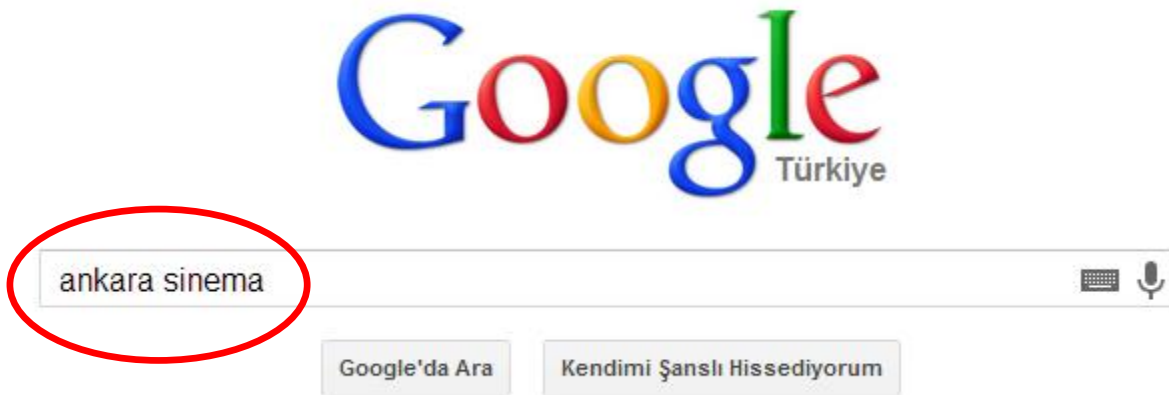 Google
Türkiye
ankara sinema
Google'da Ara
Kendimi Şanslı Hissediyorum